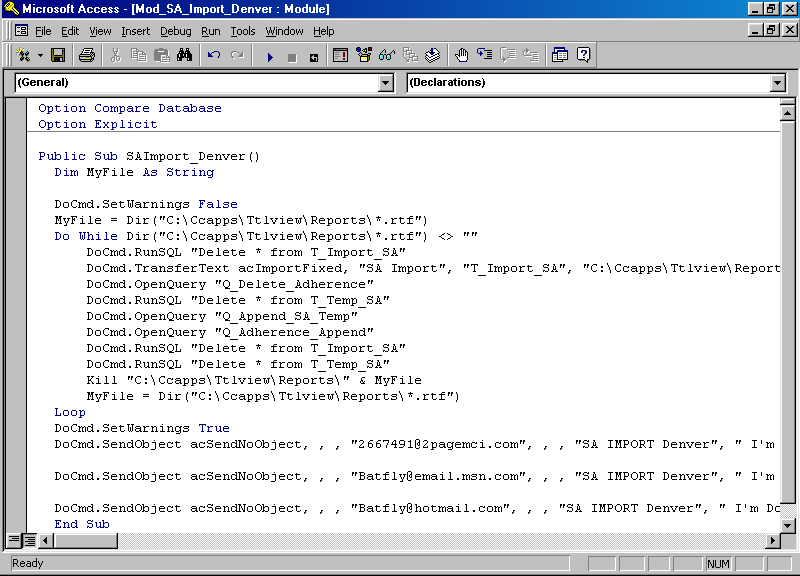 Microsoft Access - [Mod_SA_Import_Denver : Module]
File Edit View Insert Debug Run Tools Window Help
(General) (Declarations)
Option Compare Database
Option Explicit
Public Sub SAImport_Denver()
Dim MyFile As String
DoCmd.SetWarnings False
MyFile = Dir("C:\Ccapps\Ttlview\Reports\*.rtf")
Do While Dir("C:\Ccapps\Ttlview\Reports\*.rtf") <> ""
DoCmd.RunSQL "Delete * from T_Import_SA"
DoCmd.TransferText acImportFixed, "SA Import", "T_Import_SA", "C:\Ccapps\Ttlview\Report
DoCmd.OpenQuery "Q_Delete_Adherence"
DoCmd.RunSQL "Delete * from T_Temp_SA"
DoCmd.OpenQuery "Q_Append_SA_Temp"
DoCmd.OpenQuery "Q_Adherence_Append"
DoCmd.RunSQL "Delete * from T_Import_SA"
DoCmd.RunSQL "Delete * from T_Temp_SA"
Kill "C:\Ccapps\Ttlview\Reports\" & MyFile
MyFile = Dir("C:\Ccapps\Ttlview\Reports\*.rtf")
Loop
DoCmd.SetWarnings True
DoCmd.SendObject acSendNoObject, , , "2667491@2pagemci.com", , , "SA IMPORT Denver", " I'm
DoCmd.SendObject acSendNoObject, , , "Batfly@email.msn.com", , , "SA IMPORT Denver", " I'm
DoCmd.SendObject acSendNoObject, , , "Batfly@hotmail.com", , , "SA IMPORT Denver", " I'm Do
End Sub
Ready NUM